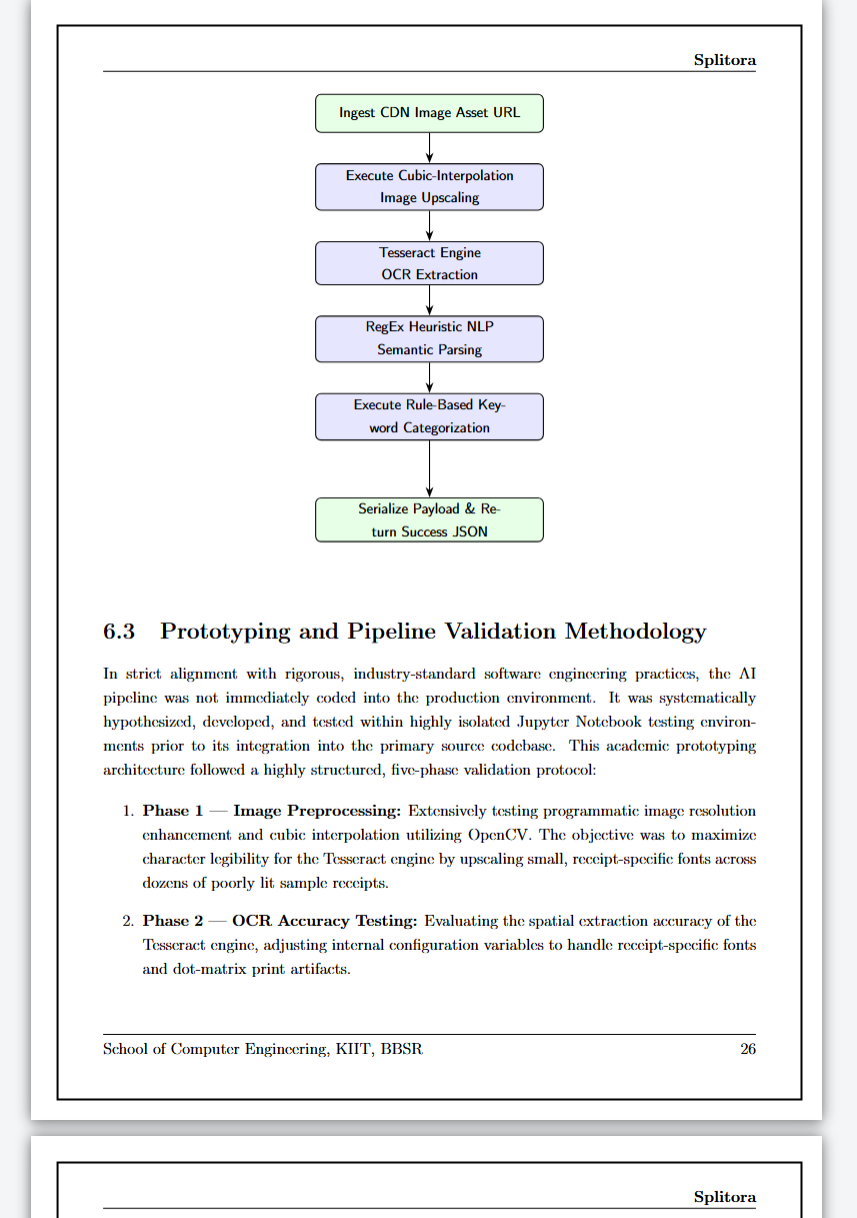 Splitora
Ingest CDN Image Asset URL
Execute Cubic-Interpolation
Image Upscaling
Tesseract Engine
OCR Extraction
RegEx Heuristic NLP
Semantic Parsing
Execute Rule-Based Key-
word Categorization
Serialize Payload & Re-
turn Success JSON
6.3 Prototyping and Pipeline Validation Methodology
In strict alignment with rigorous, industry-standard software engineering practices, the AI
pipeline was not immediately coded into the production environment. It was systematically
hypothesized, developed, and tested within highly isolated Jupyter Notebook testing environ-
ments prior to its integration into the primary source codebase. This academic prototyping
architecture followed a highly structured, five-phase validation protocol:
1. Phase 1 — Image Preprocessing: Extensively testing programmatic image resolution
enhancement and cubic interpolation utilizing OpenCV. The objective was to maximize
character legibility for the Tesseract engine by upscaling small, receipt-specific fonts across
dozens of poorly lit sample receipts.
2. Phase 2 — OCR Accuracy Testing: Evaluating the spatial extraction accuracy of the
Tesseract engine, adjusting internal configuration variables to handle receipt-specific fonts
and dot-matrix print artifacts.
School of Computer Engineering, KIIT, BBSR 26
Splitora